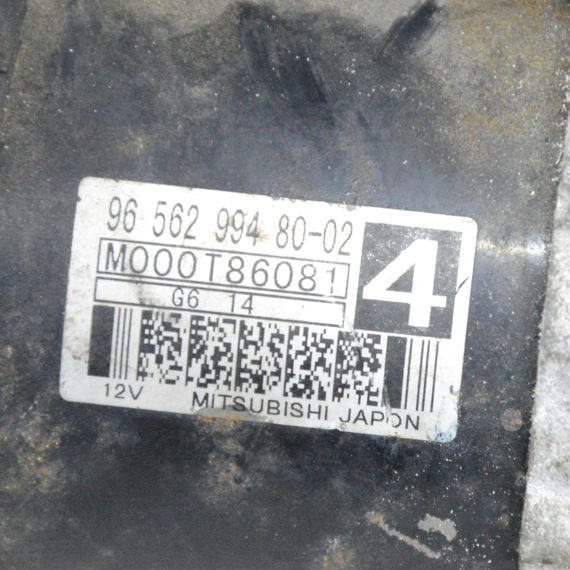 96 562 994 80-02
4
M000T86081
G6 14
12V MITSUBISHI JAPON